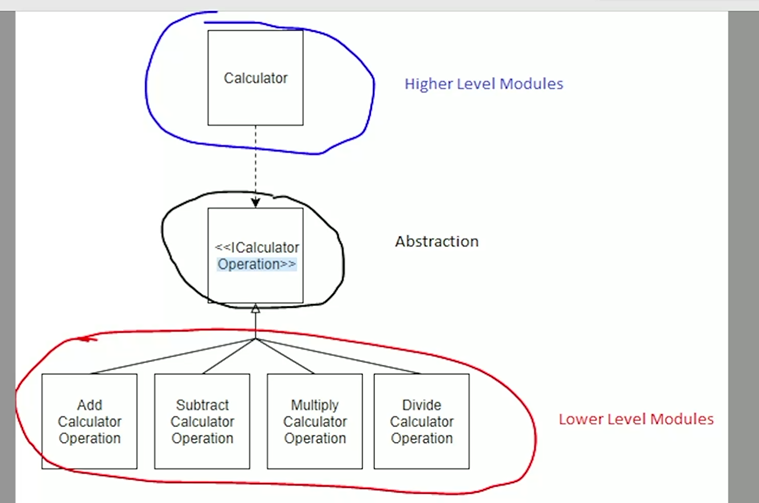 Calculator
Higher Level Modules
<<ICalculator
Operation>>
Abstraction
Add
Calculator
Operation
Subtract
Calculator
Operation
Multiply
Calculator
Operation
Divide
Calculator
Operation
Lower Level Modules